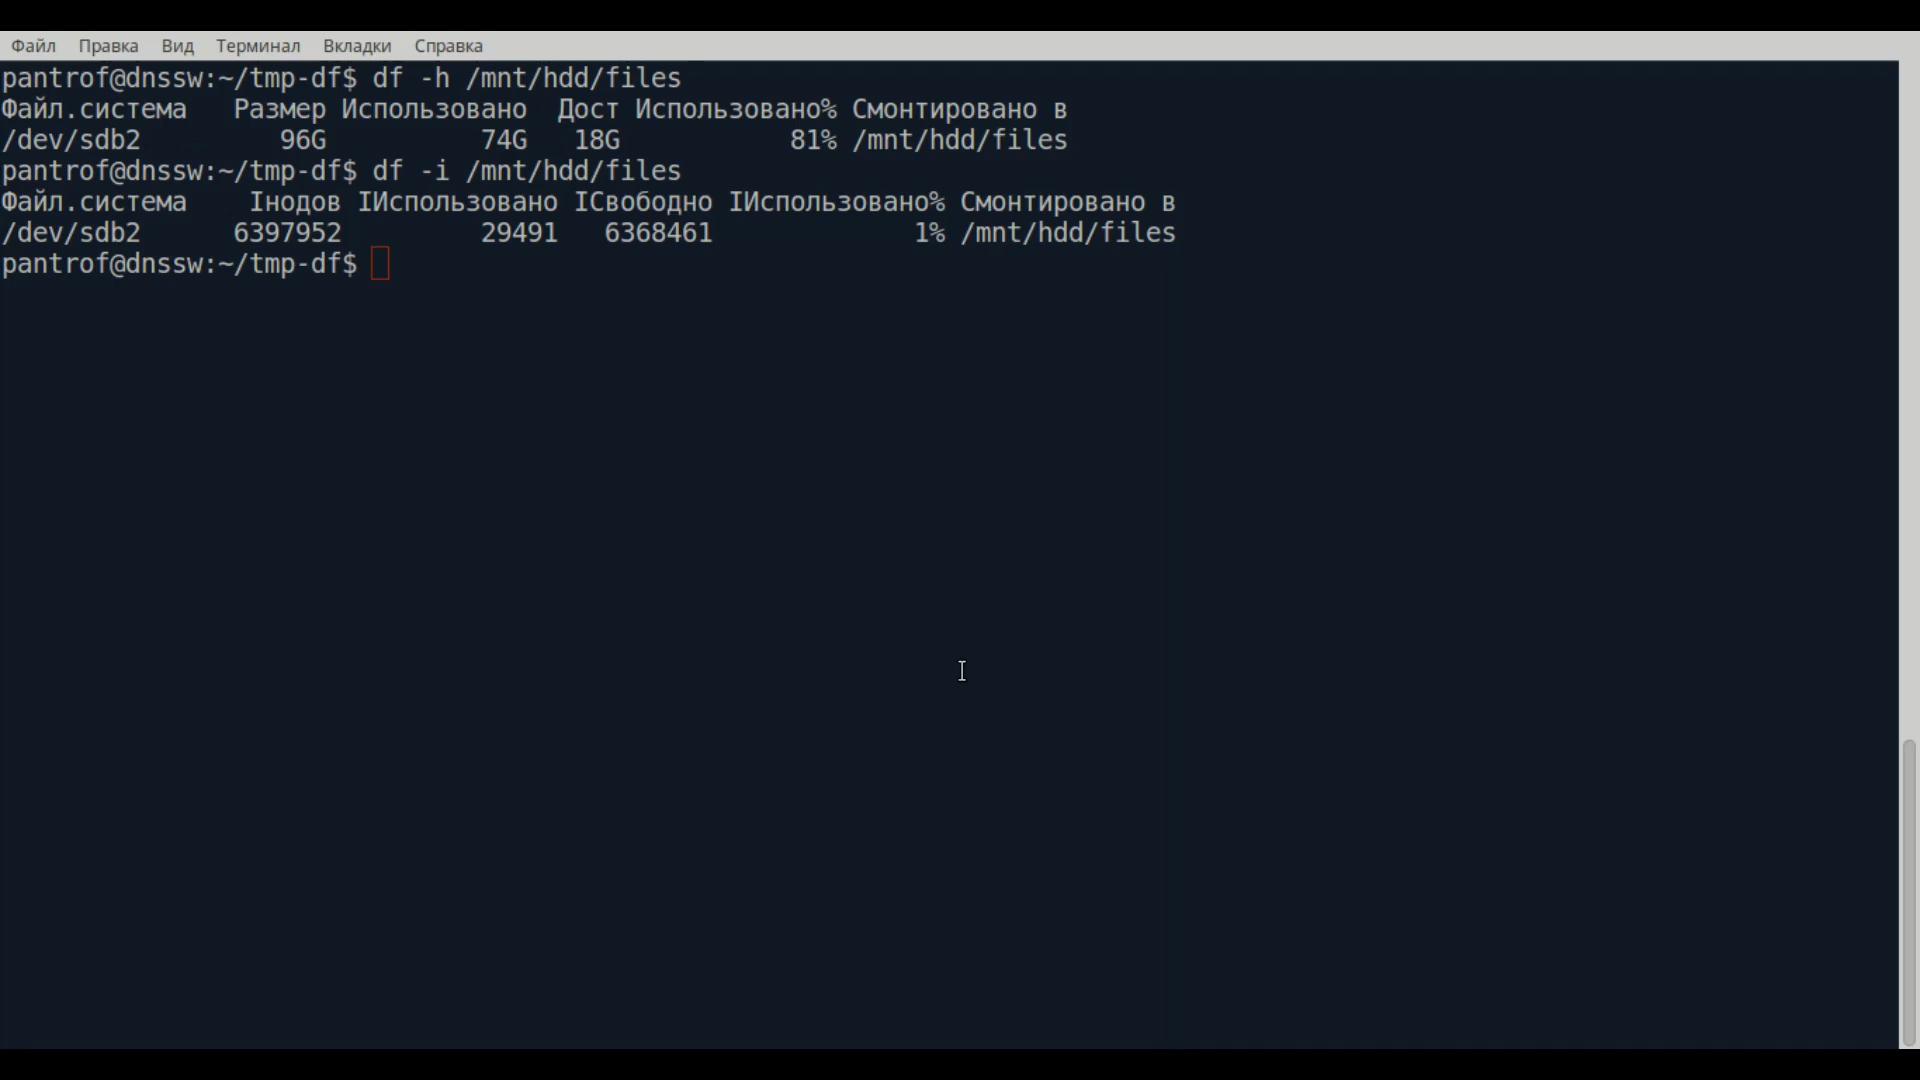 Файл Правка Вид Терминал Вкладки Справка
pantrof@dnssw:~/tmp-df$ df -h /mnt/hdd/files
Файл.система   Размер Использовано  Дост Использовано% Смонтировано в
/dev/sdb2         96G          74G   18G           81% /mnt/hdd/files
pantrof@dnssw:~/tmp-df$ df -i /mnt/hdd/files
Файл.система    Iнодов IИспользовано IСвободно IИспользовано% Смонтировано в
/dev/sdb2      6397952         29491   6368461             1% /mnt/hdd/files
pantrof@dnssw:~/tmp-df$